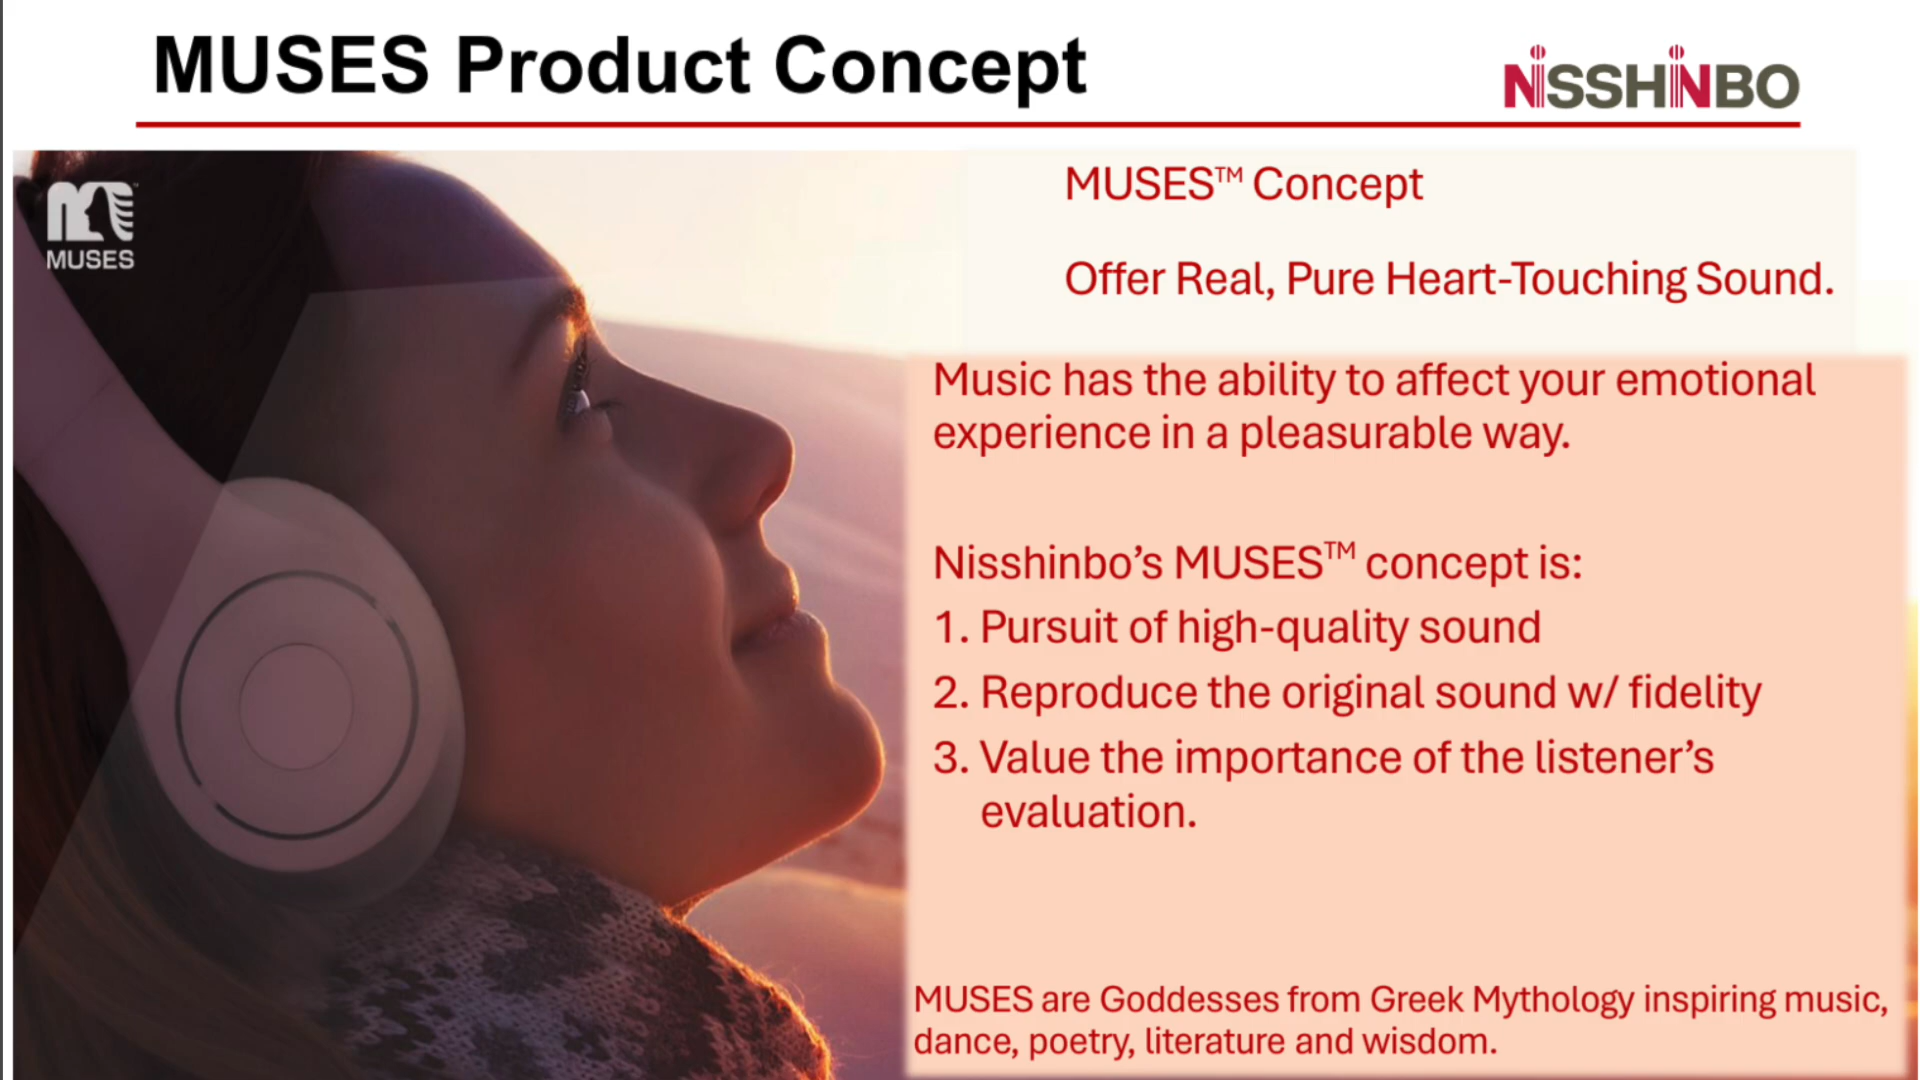 MUSES Product Concept
NISSHINBO
MUSES™
MUSES™ Concept
Offer Real, Pure Heart-Touching Sound.
Music has the ability to affect your emotional
experience in a pleasurable way.
Nisshinbo’s MUSES™ concept is:
1. Pursuit of high-quality sound
2. Reproduce the original sound w/ fidelity
3. Value the importance of the listener’s
evaluation.
MUSES are Goddesses from Greek Mythology inspiring music,
dance, poetry, literature and wisdom.